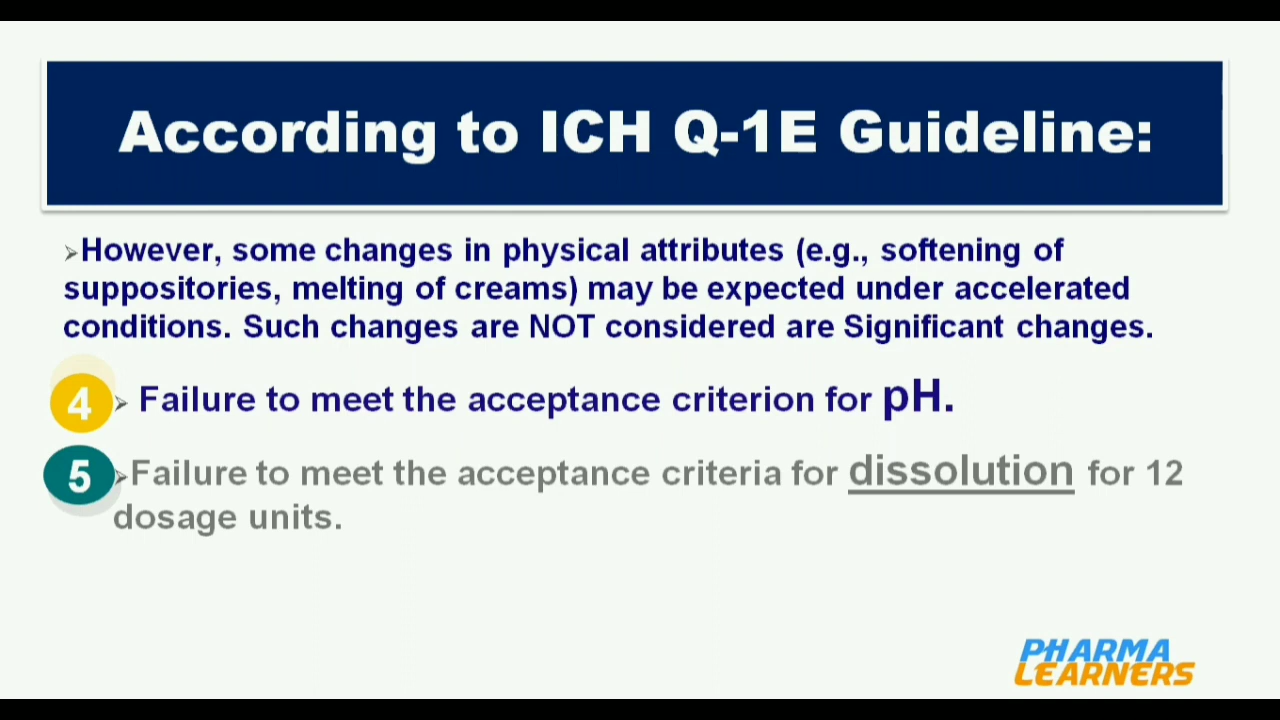 According to ICH Q-1E Guideline:
➢However, some changes in physical attributes (e.g., softening of
suppositories, melting of creams) may be expected under accelerated
conditions. Such changes are NOT considered are Significant changes.
4 ➢ Failure to meet the acceptance criterion for pH.
5 ➢Failure to meet the acceptance criteria for dissolution for 12
dosage units.
PHARMA
LEARNERS